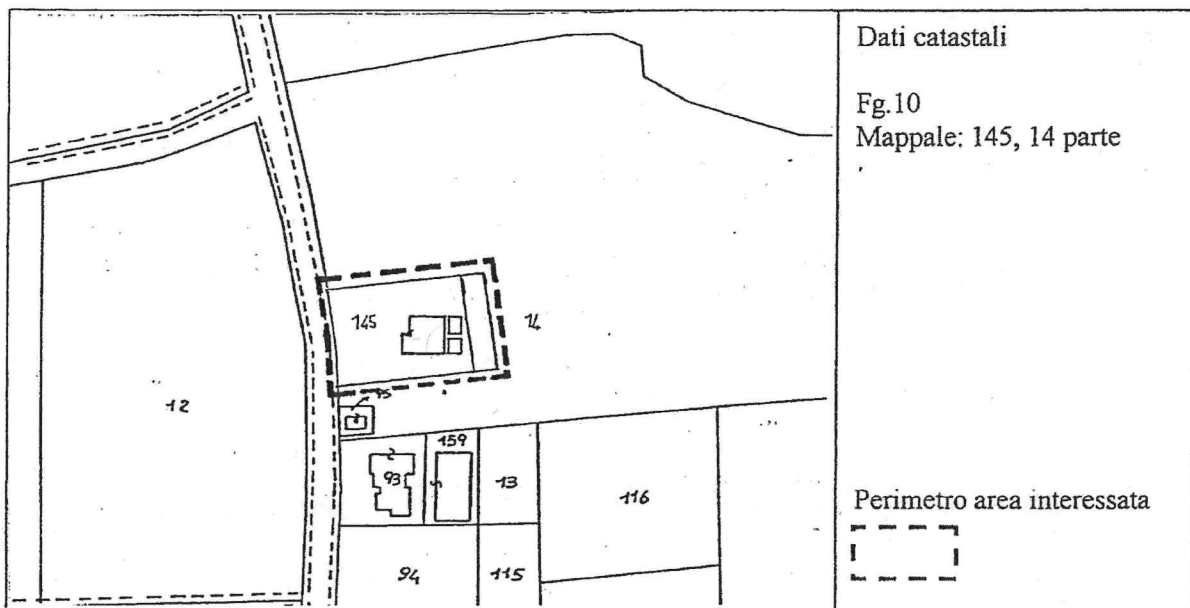 Dati catastali
Fg.10
Mappale: 145, 14 parte
145
14
12
159
93
13
116
94
115
Perimetro area interessata